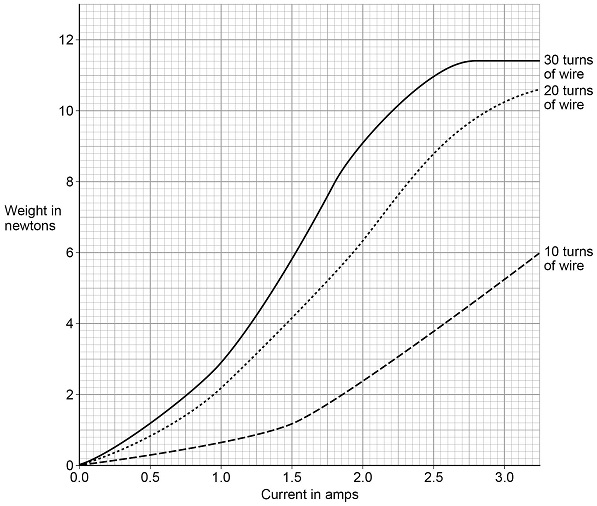 12
30 turns
of wire
20 turns
of wire
10
8
Weight in
newtons
6
10 turns
of wire
4
2
0
0.0 0.5 1.0 1.5 2.0 2.5 3.0
Current in amps